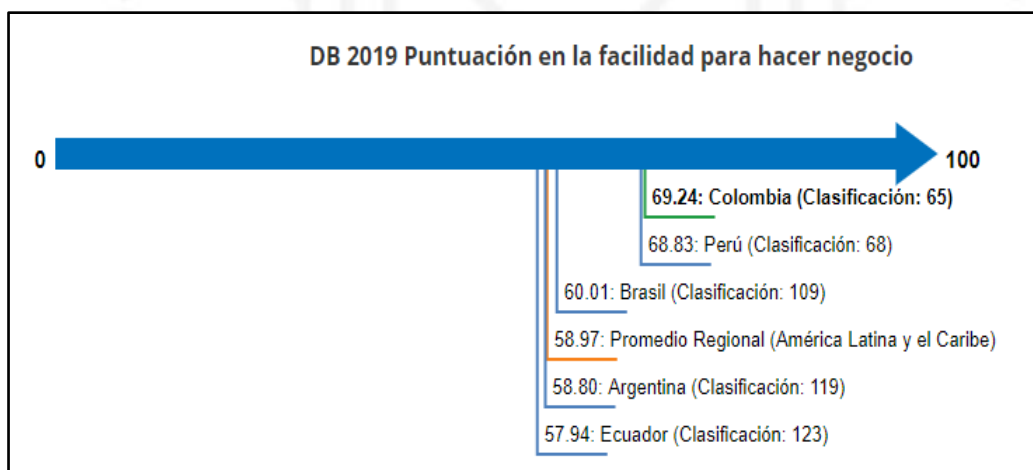 DB 2019 Puntuación en la facilidad para hacer negocio
0
100
69.24: Colombia (Clasificación: 65)
68.83: Perú (Clasificación: 68)
60.01: Brasil (Clasificación: 109)
58.97: Promedio Regional (América Latina y el Caribe)
58.80: Argentina (Clasificación: 119)
57.94: Ecuador (Clasificación: 123)